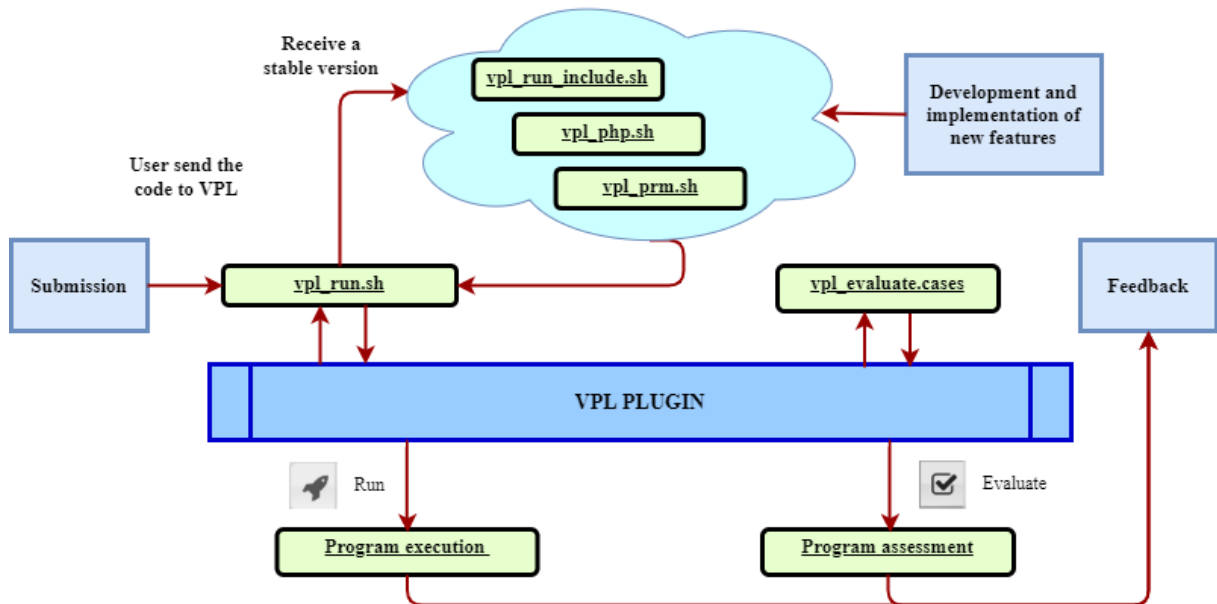 Receive a
stable version
vpl_run_include.sh
vpl_php.sh
vpl_prm.sh
Development and
implementation of
new features
User send the
code to VPL
Submission
vpl_run.sh
vpl_evaluate.cases
Feedback
VPL PLUGIN
Run
Evaluate
Program execution
Program assessment